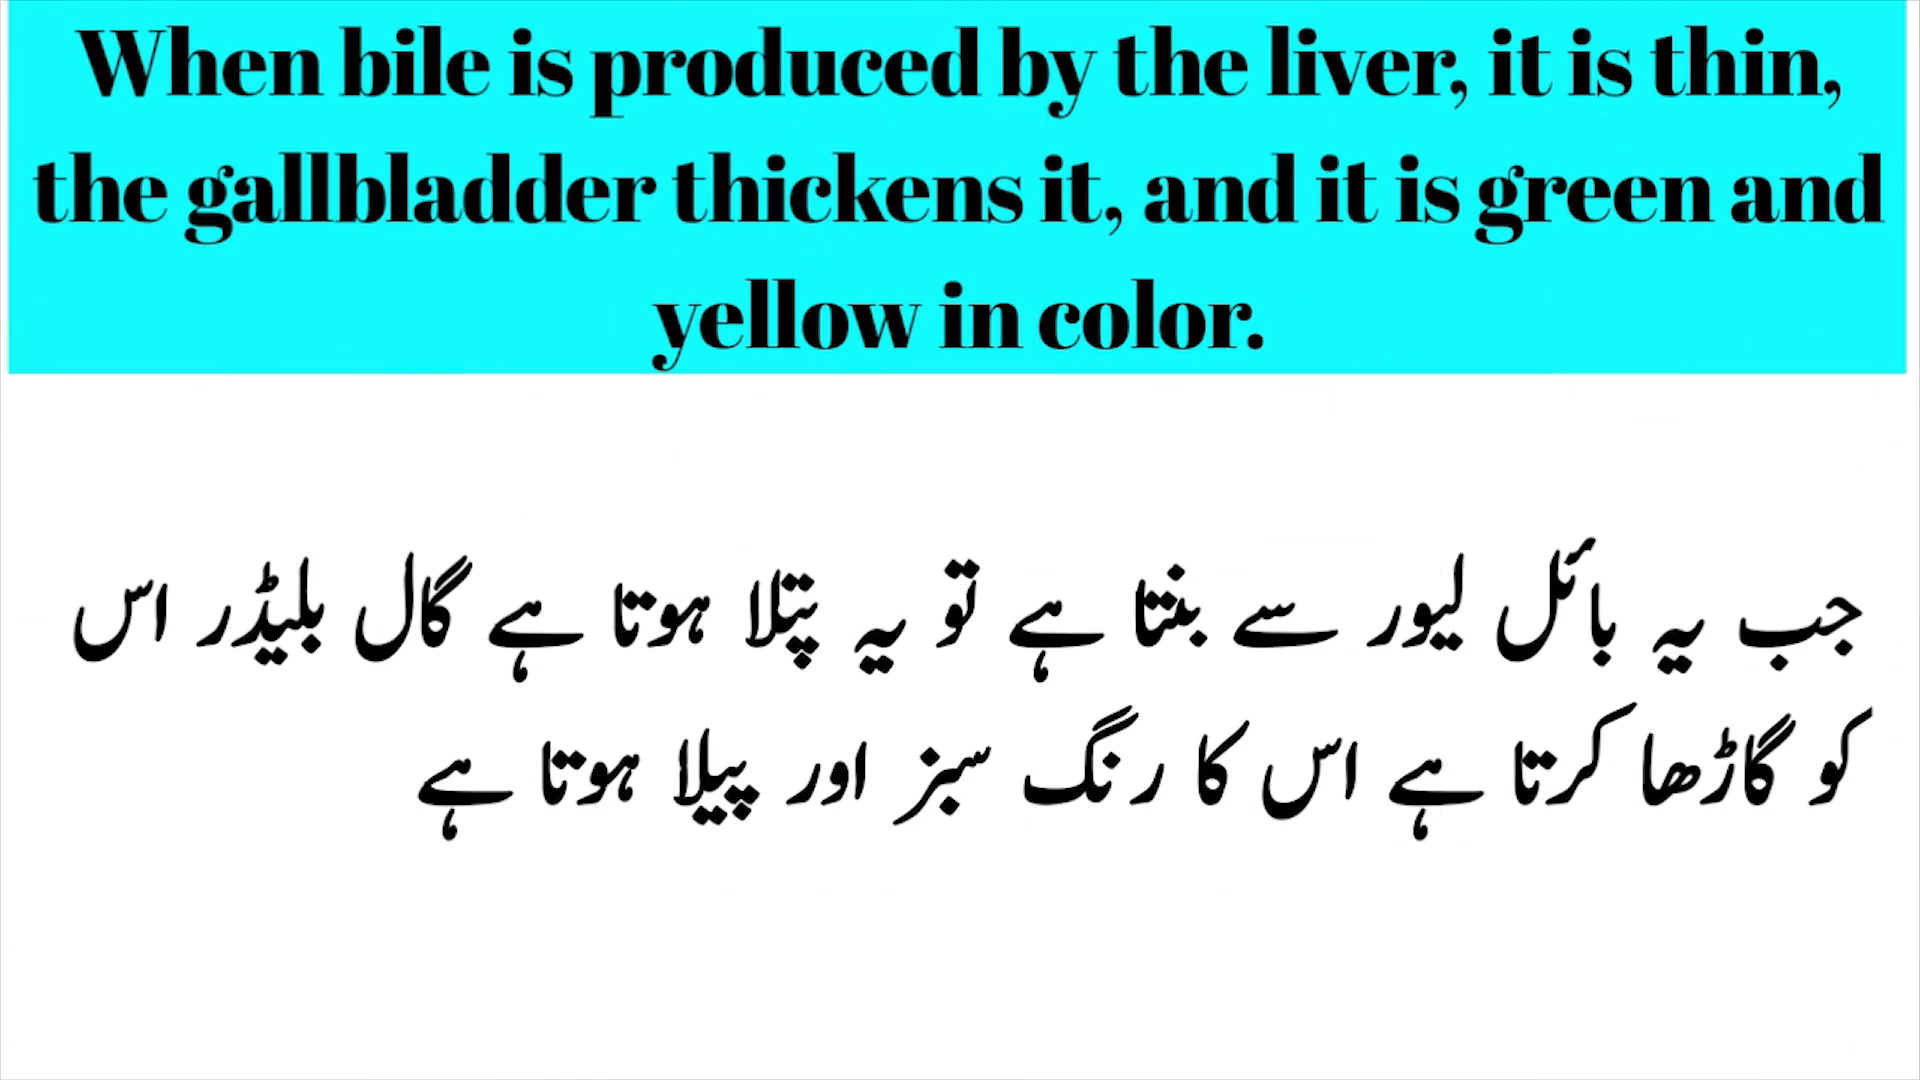 When bile is produced by the liver, it is thin,
the gallbladder thickens it, and it is green and
yellow in color.
جب یہ بائل لیور سے بنتا ہے تو یہ پتلا ہوتا ہے گال بلیڈر اس
کو گاڑھا کرتا ہے اس کا رنگ سبز اور پیلا ہوتا ہے